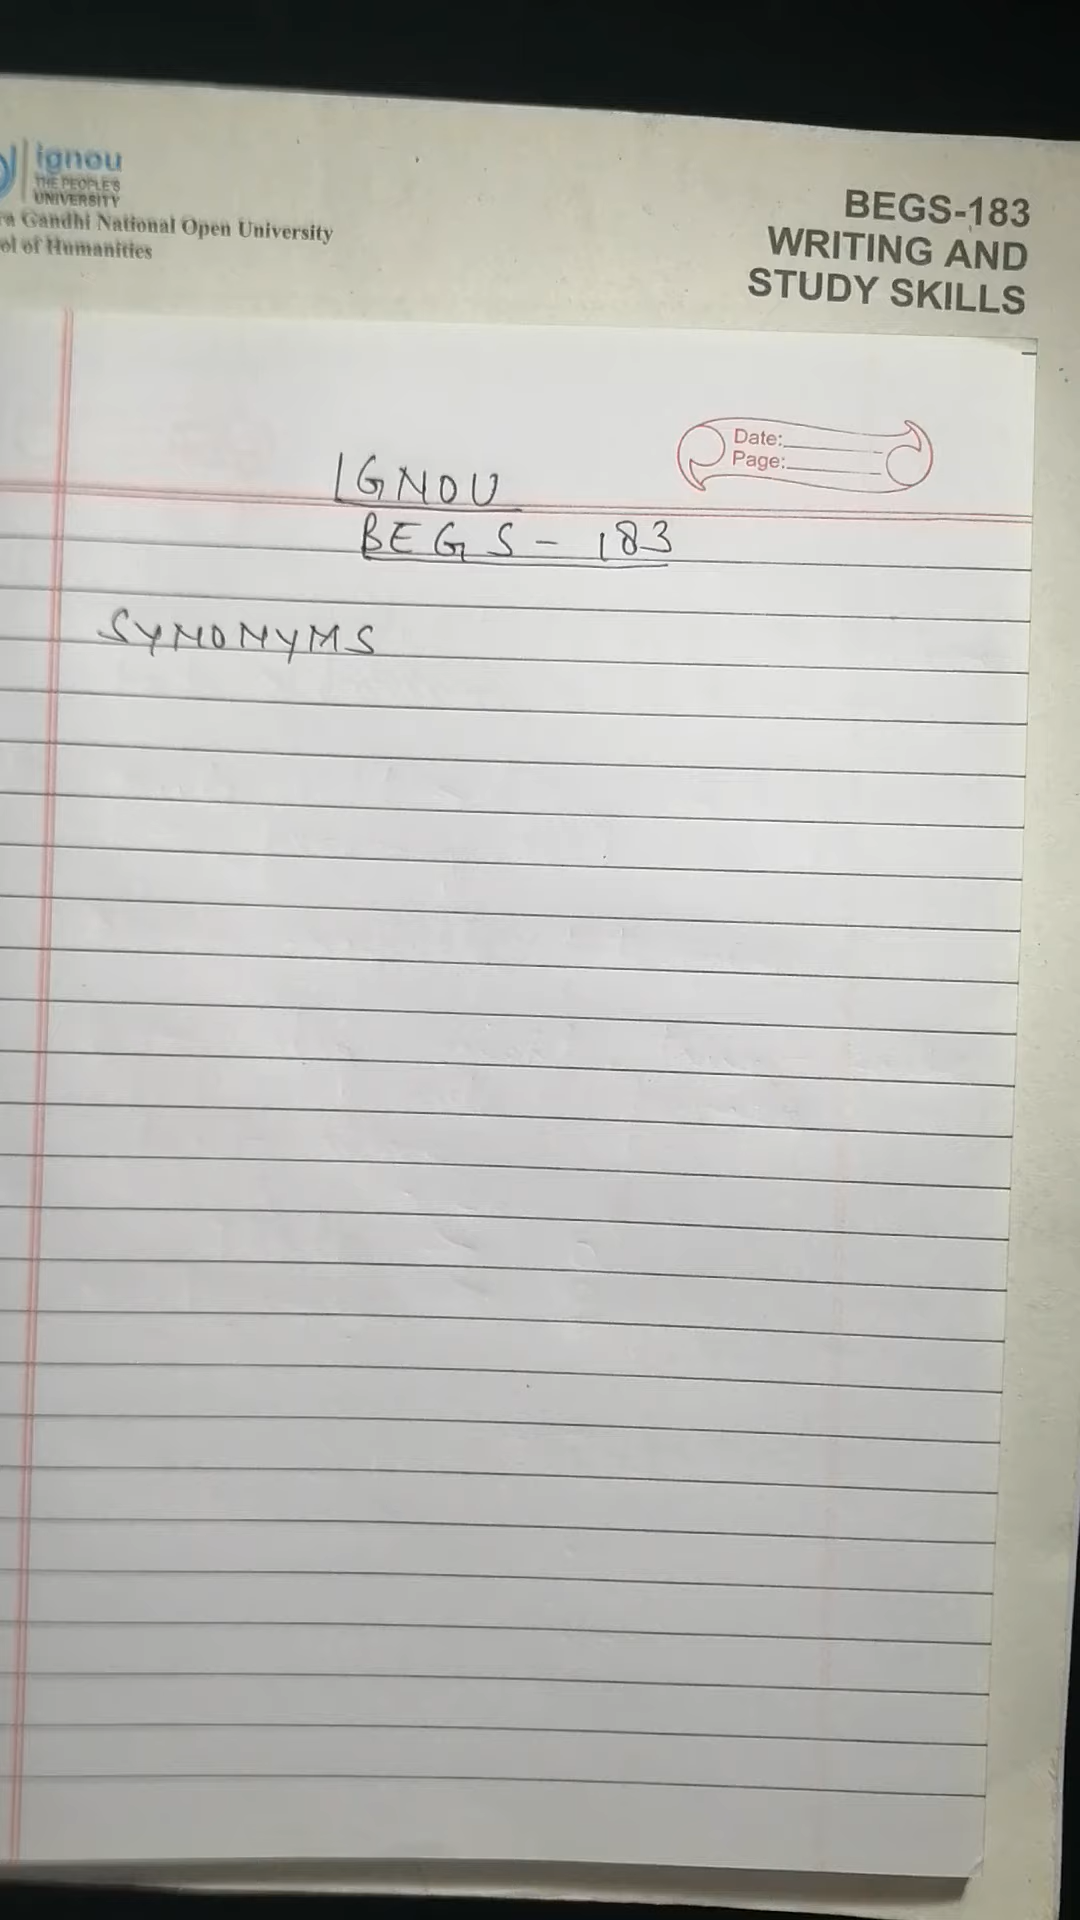 ignou
THE PEOPLE'S
UNIVERSITY
Gandhi National Open University
of Humanities
BEGS-183
WRITING AND
STUDY SKILLS
Date:
Page:
IGNOU
BEGS - 183
SYNONYMS